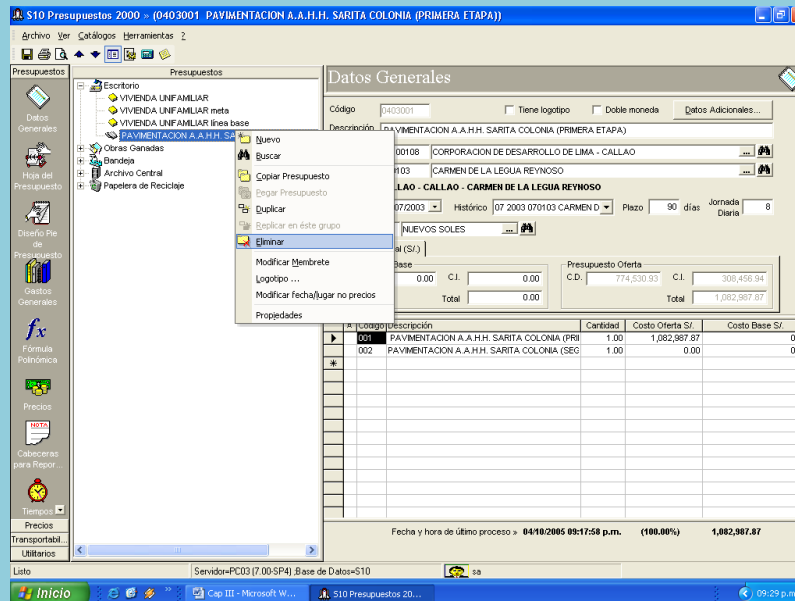 S10 Presupuestos 2000 » (0403001 PAVIMENTACION A.A.H.H. SARITA COLONIA (PRIMERA ETAPA))
Archivo Ver Catálogos Herramientas ?
Presupuestos
Datos Generales
Hoja del Presupuesto
Diseño Pie de Presupuesto
Gastos Generales
fx
Fórmula Polinómica
Precios
NOTA
Cabeceras para Repor...
Tiempos
Precios
Transportabil...
Utilitarios
Presupuestos
Escritorio
VIVIENDA UNIFAMILIAR
VIVIENDA UNIFAMILIAR meta
VIVIENDA UNIFAMILIAR línea base
PAVIMENTACION A.A.H.H. SA
Obras Ganadas
Bandeja
Archivo Central
Papelera de Reciclaje
Nuevo
Buscar
Copiar Presupuesto
Pegar Presupuesto
Duplicar
Replicar en éste grupo
Eliminar
Modificar Membrete
Logotipo ...
Modificar fecha/lugar no precios
Propiedades
Datos Generales
Código 0403001 Tiene logotipo Doble moneda Datos Adicionales...
Descripción PAVIMENTACION A.A.H.H. SARITA COLONIA (PRIMERA ETAPA)
00108 CORPORACION DE DESARROLLO DE LIMA - CALLAO ...
0103 CARMEN DE LA LEGUA REYNOSO ...
LAO - CALLAO - CARMEN DE LA LEGUA REYNOSO
07/2003 Histórico 07 2003 070103 CARMEN D Plazo 90 días Jornada Diaria 8
NUEVOS SOLES ...
al (S/.)
Base Presupuesto Oferta
0.00 C.I. 0.00 C.D. 774,530.93 C.I. 308,456.94
Total 0.00 Total 1,082,987.87
A Código Descripción Cantidad Costo Oferta S/. Costo Base S/.
001 PAVIMENTACION A.A.H.H. SARITA COLONIA (PRI 1.00 1,082,987.87 0
002 PAVIMENTACION A.A.H.H. SARITA COLONIA (SEG 1.00 0.00 0
Fecha y hora de último proceso » 04/10/2005 09:17:58 p.m. (100.00%) 1,082,987.87
Listo Servidor=PC03 (7.00-SP4) ;Base de Datos=S10 sa
Inicio Cap III - Microsoft W... S10 Presupuestos 20... 09:29 p.m